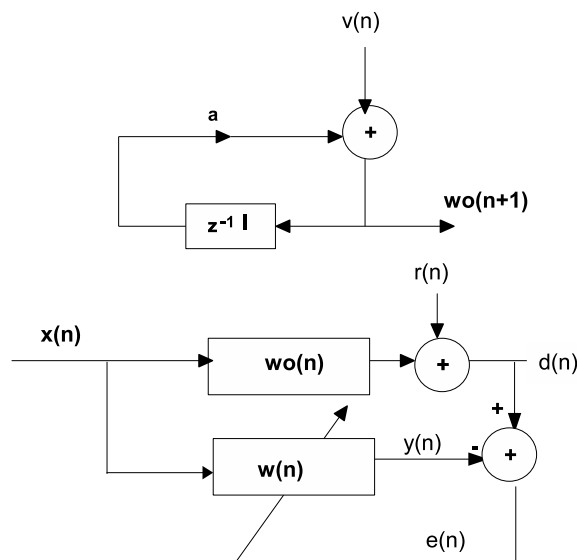 v(n)
a
+
wo(n+1)
z⁻¹ I
r(n)
x(n)
wo(n)
+
d(n)
+
y(n)
-
w(n)
+
e(n)